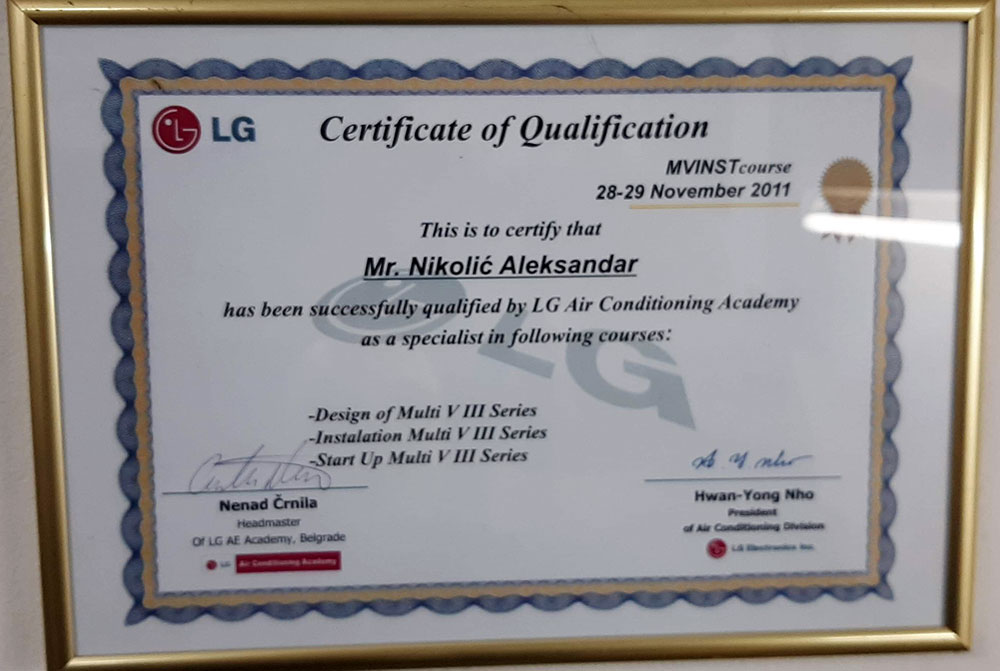 LG
Certificate of Qualification
MVINSTcourse
28-29 November 2011
This is to certify that
Mr. Nikolić Aleksandar
has been successfully qualified by LG Air Conditioning Academy
as a specialist in following courses:
LG
-Design of Multi V III Series
-Instalation Multi V III Series
-Start Up Multi V III Series
Nenad Črnila
Headmaster
Of LG AE Academy, Belgrade
LG Air Conditioning Academy
Hwan-Yong Nho
President
of Air Conditioning Division
LG Electronics Inc.